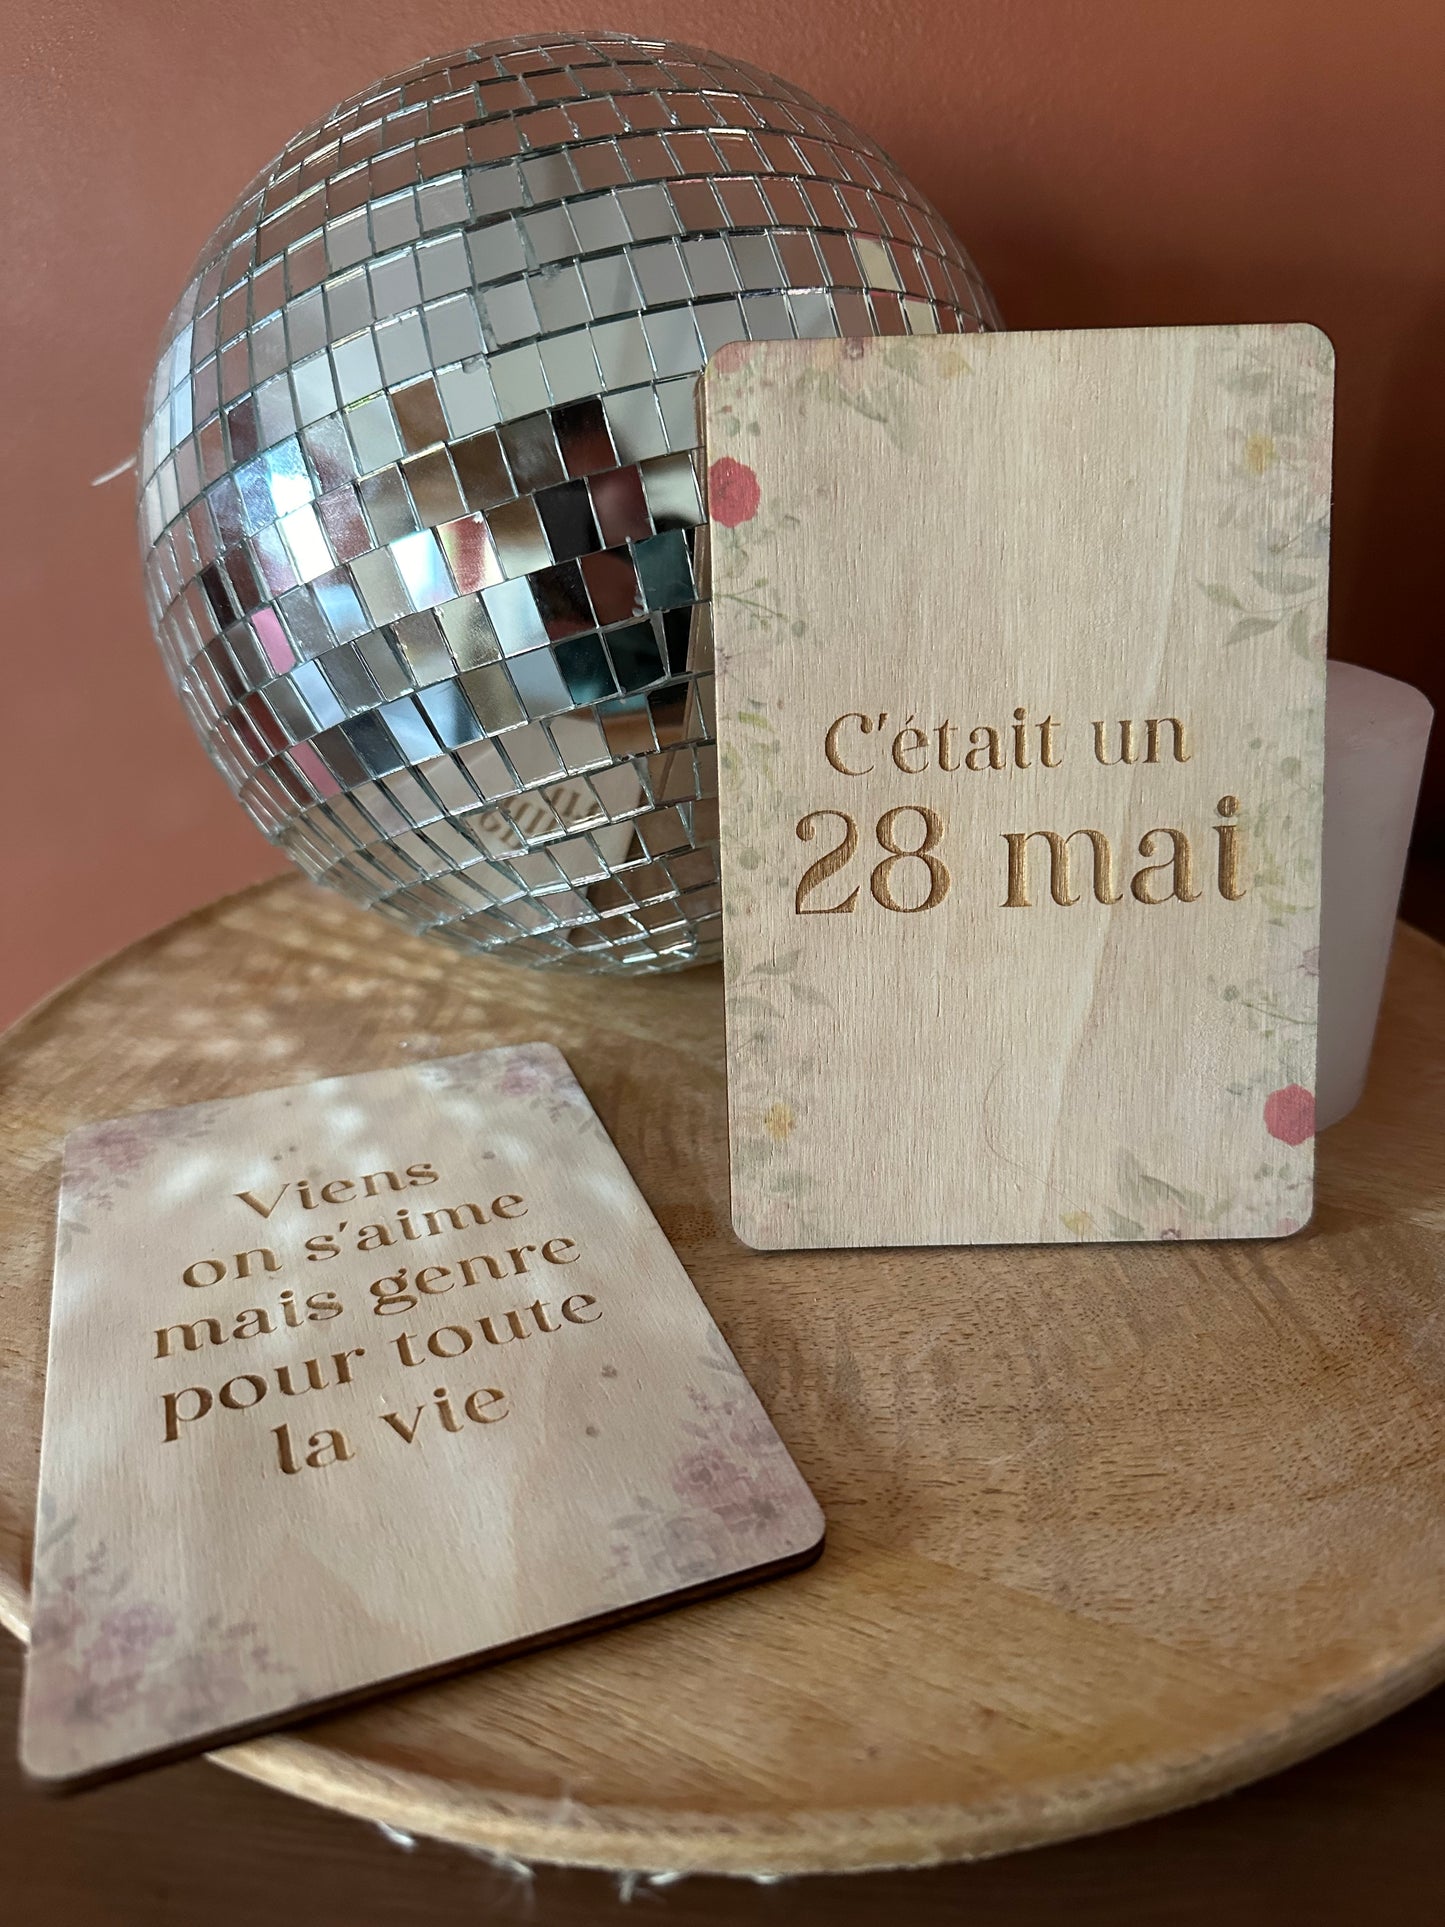 C'était un
28 mai
Viens
on s'aime
mais genre
pour toute
la vie